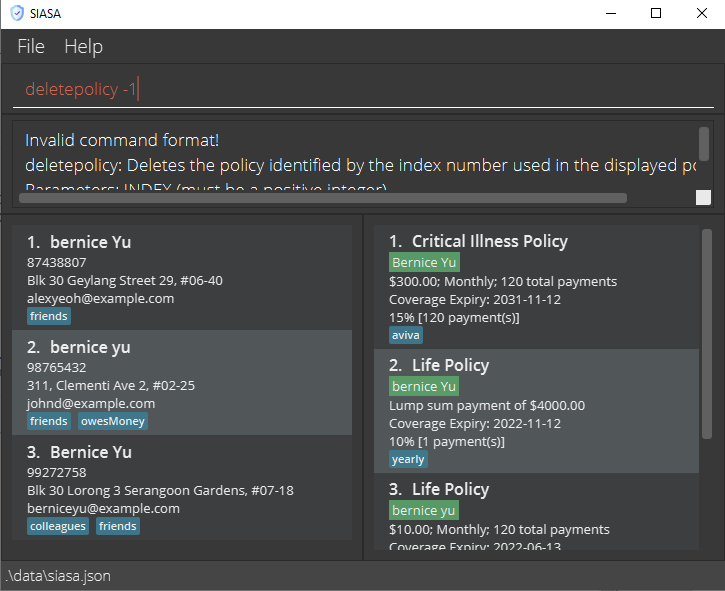 SIASA
File Help
deletepolicy -1
Invalid command format!
deletepolicy: Deletes the policy identified by the index number used in the displayed po
Parameters: INDEX (must be a positive integer)
1. bernice Yu
87438807
Blk 30 Geylang Street 29, #06-40
alexyeoh@example.com
friends
2. bernice yu
98765432
311, Clementi Ave 2, #02-25
johnd@example.com
friends owesMoney
3. Bernice Yu
99272758
Blk 30 Lorong 3 Serangoon Gardens, #07-18
berniceyu@example.com
colleagues friends
1. Critical Illness Policy
Bernice Yu
$300.00; Monthly; 120 total payments
Coverage Expiry: 2031-11-12
15% [120 payment(s)]
aviva
2. Life Policy
bernice Yu
Lump sum payment of $4000.00
Coverage Expiry: 2022-11-12
10% [1 payment(s)]
yearly
3. Life Policy
bernice yu
$10.00; Monthly; 120 total payments
Coverage Expiry: 2022-06-13
.\data\siasa.json